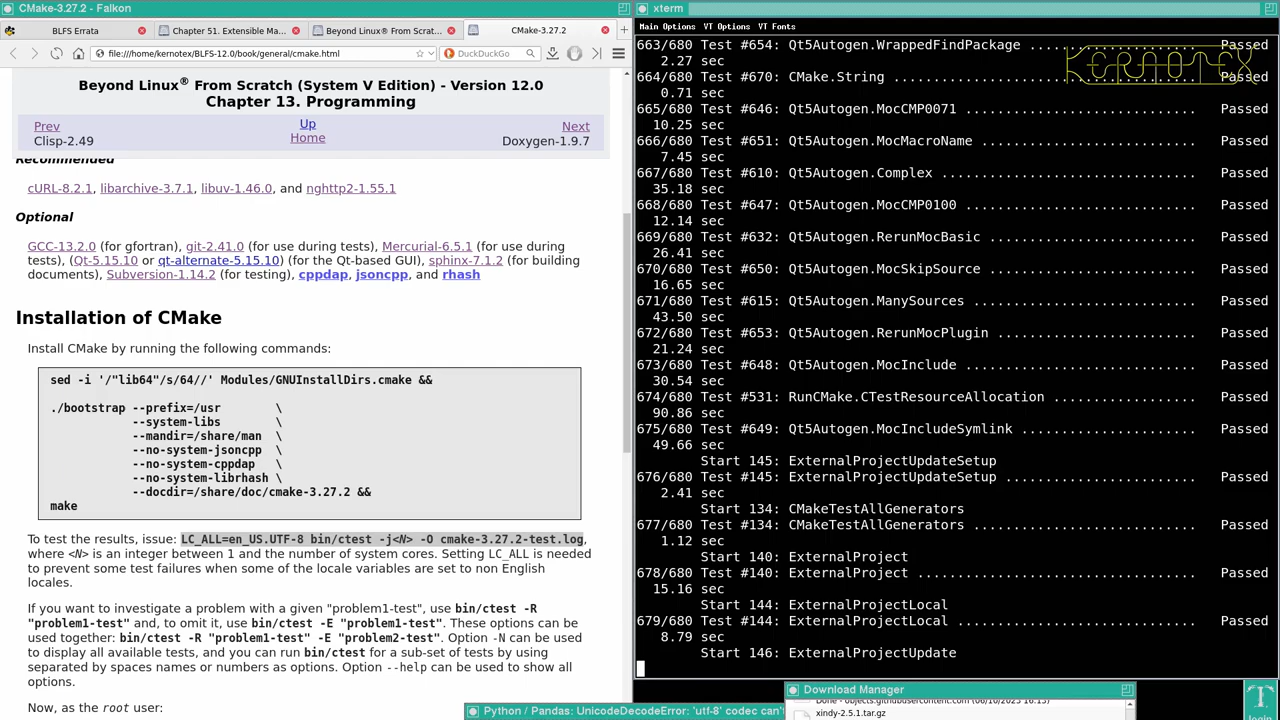 CMake-3.27.2 - Falkon
BLFS Errata
Chapter 51. Extensible Ma...
Beyond Linux® From Scrat...
CMake-3.27.2
file:///home/kernotex/BLFS-12.0/book/general/cmake.html
DuckDuckGo
Beyond Linux® From Scratch (System V Edition) - Version 12.0
Chapter 13. Programming
Prev
Up
Next
Clisp-2.49
Home
Doxygen-1.9.7
Recommended
cURL-8.2.1, libarchive-3.7.1, libuv-1.46.0, and nghttp2-1.55.1
Optional
GCC-13.2.0 (for gfortran), git-2.41.0 (for use during tests), Mercurial-6.5.1 (for use during
tests), (Qt-5.15.10 or qt-alternate-5.15.10) (for the Qt-based GUI), sphinx-7.1.2 (for building
documents), Subversion-1.14.2 (for testing), cppdap, jsoncpp, and rhash
Installation of CMake
Install CMake by running the following commands:
sed -i '/"lib64"/s/64//' Modules/GNUInstallDirs.cmake &&
./bootstrap --prefix=/usr \
--system-libs \
--mandir=/share/man \
--no-system-jsoncpp \
--no-system-cppdap \
--no-system-librhash \
--docdir=/share/doc/cmake-3.27.2 &&
make
To test the results, issue: LC_ALL=en_US.UTF-8 bin/ctest -j<N> -O cmake-3.27.2-test.log,
where <N> is an integer between 1 and the number of system cores. Setting LC_ALL is needed
to prevent some test failures when some of the locale variables are set to non English
locales.
If you want to investigate a problem with a given "problem1-test", use bin/ctest -R
"problem1-test" and, to omit it, use bin/ctest -E "problem1-test". These options can be
used together: bin/ctest -R "problem1-test" -E "problem2-test". Option -N can be used
to display all available tests, and you can run bin/ctest for a sub-set of tests by using
separated by spaces names or numbers as options. Option --help can be used to show all
options.
Now, as the root user:
xterm
Main Options VT Options VT Fonts
KERNOTEX
663/680 Test #654: Qt5Autogen.WrappedFindPackage ..................... Passed
2.27 sec
664/680 Test #670: CMake.String ...................................... Passed
0.71 sec
665/680 Test #646: Qt5Autogen.MocCMP0071 ............................. Passed
10.25 sec
666/680 Test #651: Qt5Autogen.MocMacroName ........................... Passed
7.45 sec
667/680 Test #610: Qt5Autogen.Complex ................................ Passed
35.18 sec
668/680 Test #647: Qt5Autogen.MocCMP0100 ............................. Passed
12.14 sec
669/680 Test #632: Qt5Autogen.RerunMocBasic .......................... Passed
26.41 sec
670/680 Test #650: Qt5Autogen.MocSkipSource .......................... Passed
16.65 sec
671/680 Test #615: Qt5Autogen.ManySources ............................ Passed
43.50 sec
672/680 Test #653: Qt5Autogen.RerunMocPlugin ......................... Passed
21.24 sec
673/680 Test #648: Qt5Autogen.MocInclude ............................. Passed
30.54 sec
674/680 Test #531: RunCMake.CTestResourceAllocation .................. Passed
90.86 sec
675/680 Test #649: Qt5Autogen.MocIncludeSymlink ...................... Passed
49.66 sec
Start 145: ExternalProjectUpdateSetup
676/680 Test #145: ExternalProjectUpdateSetup ........................ Passed
2.41 sec
Start 134: CMakeTestAllGenerators
677/680 Test #134: CMakeTestAllGenerators ............................ Passed
1.12 sec
Start 140: ExternalProject
678/680 Test #140: ExternalProject ................................... Passed
15.16 sec
Start 144: ExternalProjectLocal
679/680 Test #144: ExternalProjectLocal .............................. Passed
8.79 sec
Start 146: ExternalProjectUpdate
Download Manager
Done - objects.githubusercontent.com (06/10/2023 16:13)
xindy-2.5.1.tar.gz
Python / Pandas: UnicodeDecodeError: 'utf-8' codec can't
login